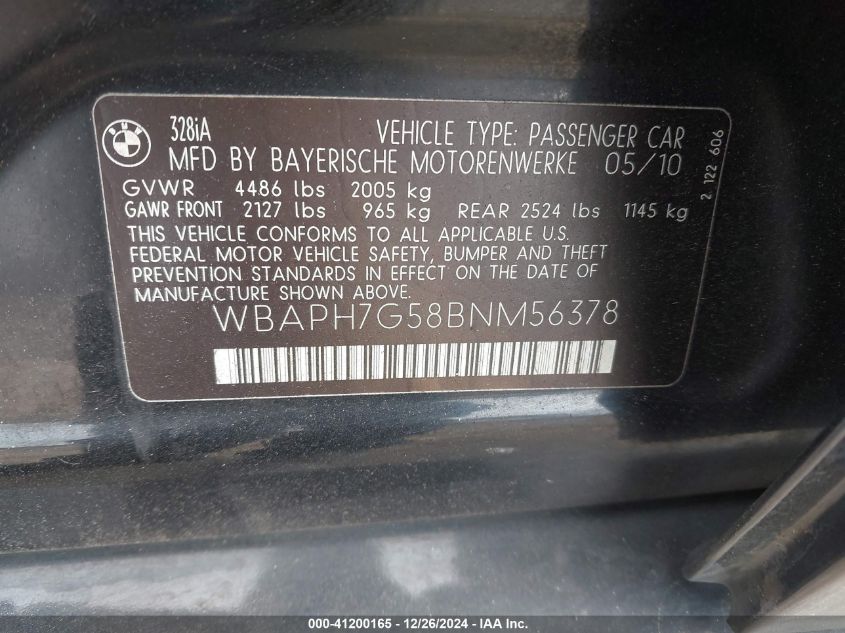 BMW
328iA
VEHICLE TYPE: PASSENGER CAR
MFD BY BAYERISCHE MOTORENWERKE 05/10
GVWR 4486 lbs 2005 kg
GAWR FRONT 2127 lbs 965 kg REAR 2524 lbs 1145 kg
THIS VEHICLE CONFORMS TO ALL APPLICABLE U.S.
FEDERAL MOTOR VEHICLE SAFETY, BUMPER AND THEFT
PREVENTION STANDARDS IN EFFECT ON THE DATE OF
MANUFACTURE SHOWN ABOVE.
WBAPH7G58BNM56378
2 122 606
000-41200165 • 12/26/2024 • IAA Inc.